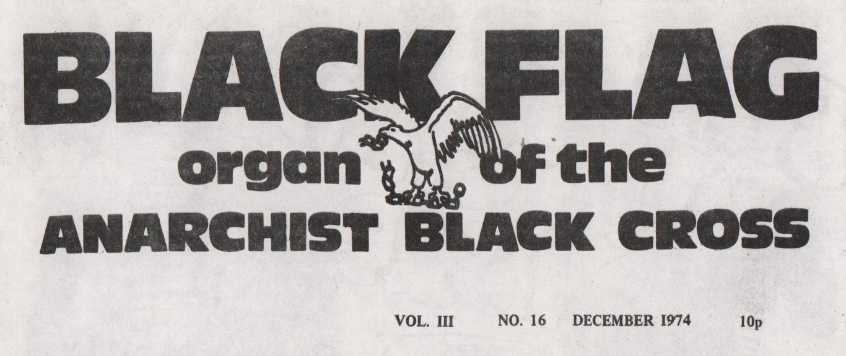 BLACK FLAG
organ of the
ANARCHIST BLACK CROSS
VOL. III NO. 16 DECEMBER 1974 10p